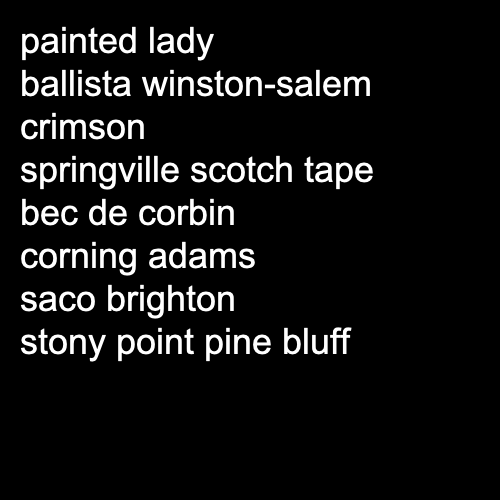 painted lady
ballista winston-salem
crimson
springville scotch tape
bec de corbin
corning adams
saco brighton
stony point pine bluff